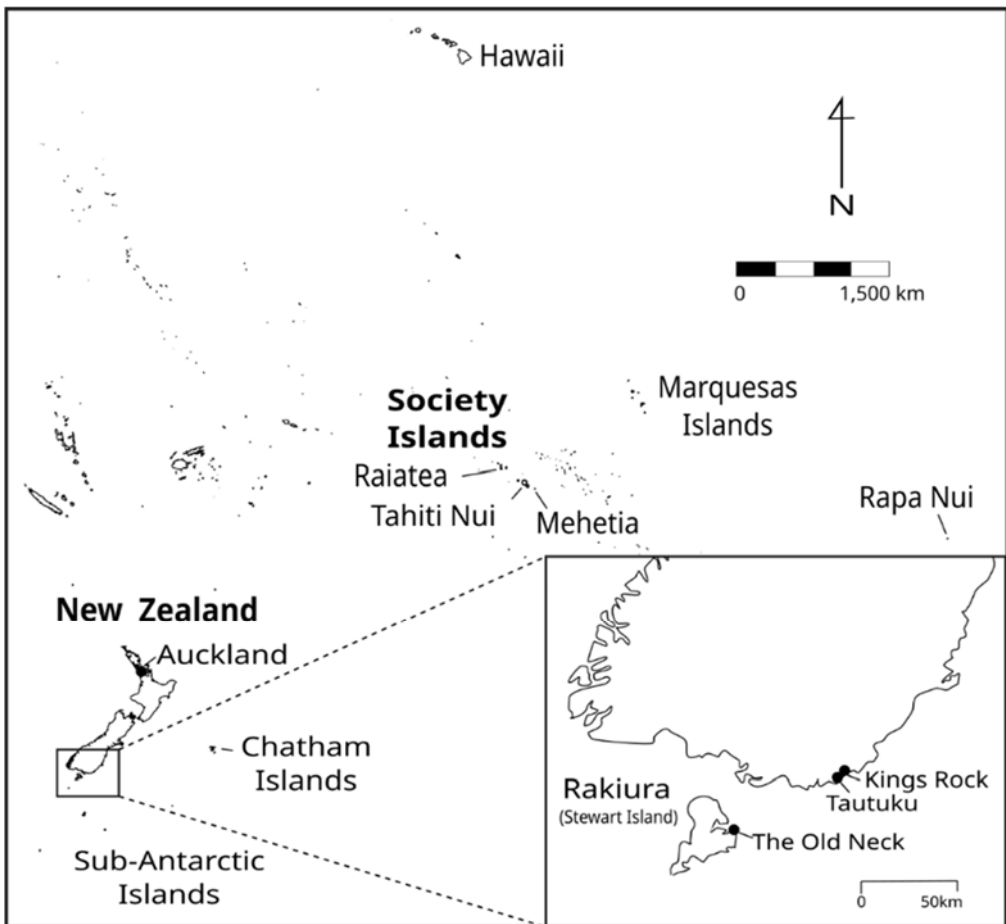 Hawaii
N
0 1,500 km
Marquesas
Islands
Society
Islands
Raiatea
Tahiti Nui
Mehetia
Rapa Nui
New Zealand
Auckland
Chatham
Islands
Sub-Antarctic
Islands
Kings Rock
Tautuku
Rakiura
(Stewart Island)
The Old Neck
0 50km